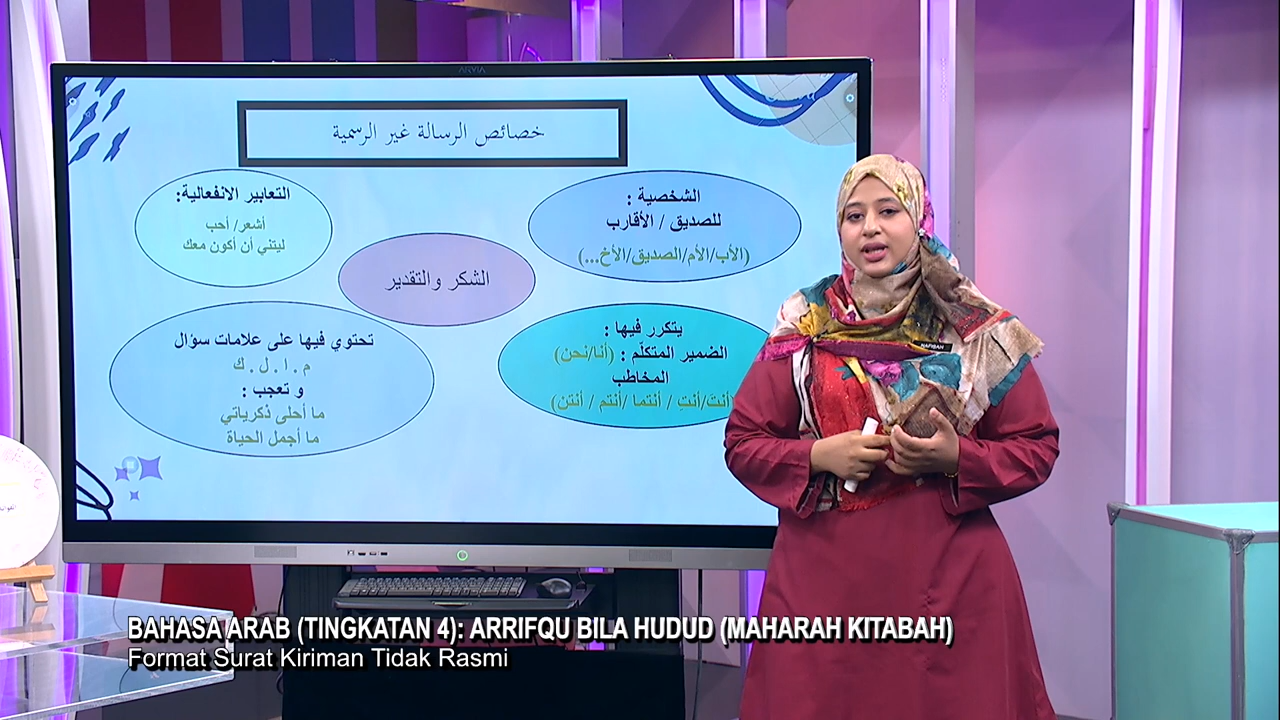 ARVIA
خصائص الرسالة غير الرسمية
الشخصية :
للصديق / الأقارب
(الأب/الأم/الصديق/الأخ...)
التعابير الانفعالية:
أشعر/ أحب
ليتني أن أكون معك
الشكر والتقدير
يتكرر فيها :
الضمير المتكلّم : (أنا/نحن)
المخاطب
أنتَ/أنتِ / أنتما /أنتم / أنتن)
تحتوي فيها على علامات سؤال
م . ا . ل . ك
و تعجب :
ما أحلى ذكرياتي
ما أجمل الحياة
NAFISAH
BAHASA ARAB (TINGKATAN 4): ARRIFQU BILA HUDUD (MAHARAH KITABAH)
Format Surat Kiriman Tidak Rasmi